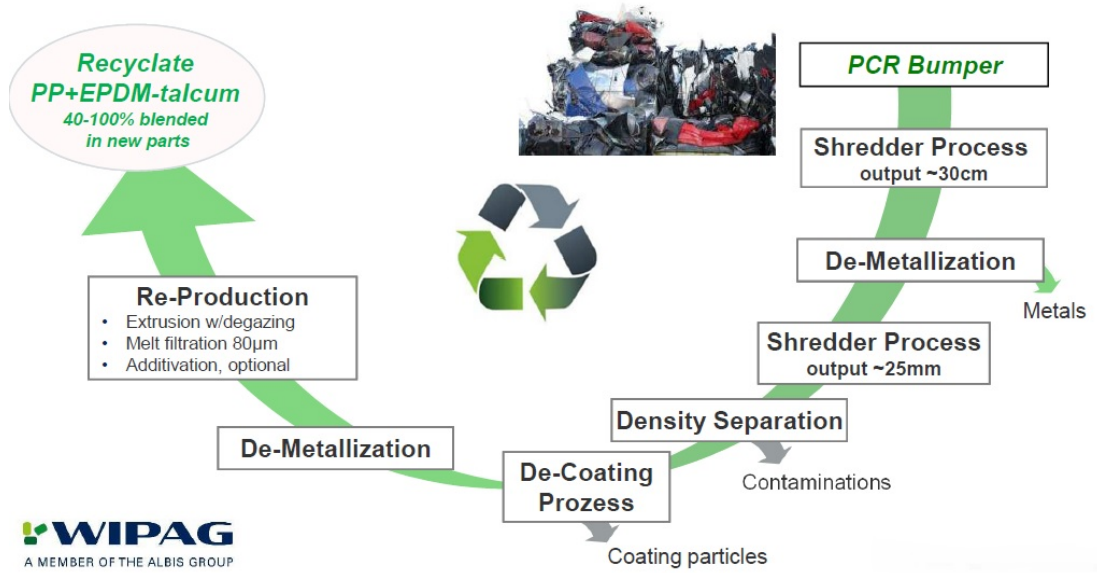 Recyclate
PP+EPDM-talcum
40-100% blended
in new parts
PCR Bumper
Shredder Process
output ~30cm
De-Metallization
Metals
Shredder Process
output ~25mm
Density Separation
Contaminations
De-Coating
Prozess
Coating particles
De-Metallization
Re-Production
• Extrusion w/degazing
• Melt filtration 80µm
• Additivation, optional
WIPAG
A MEMBER OF THE ALBIS GROUP